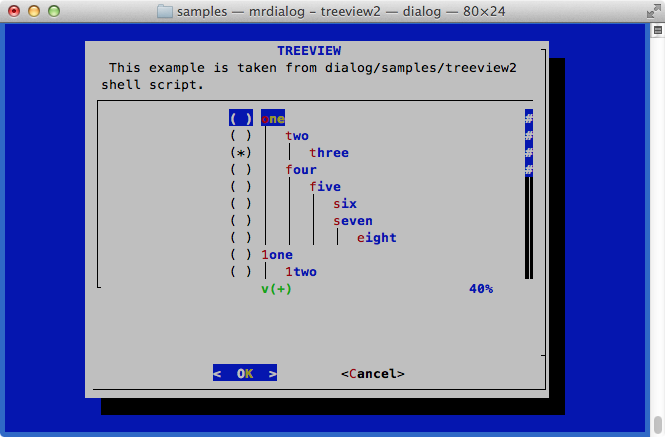 samples — mrdialog – treeview2 — dialog — 80×24
TREEVIEW
This example is taken from dialog/samples/treeview2
shell script.
( ) one #
( ) two #
(*) three #
( ) four #
( ) five
( ) six
( ) seven
( ) eight
( ) 1one
( ) 1two
v(+) 40%
< OK > <Cancel>